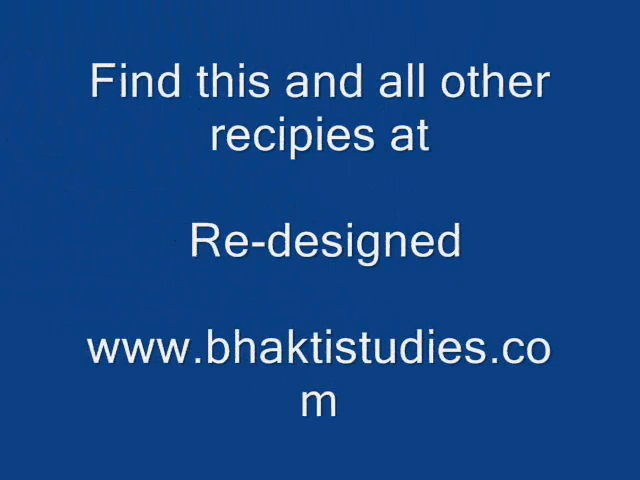 Find this and all other
recipies at
Re-designed
www.bhaktistudies.co
m